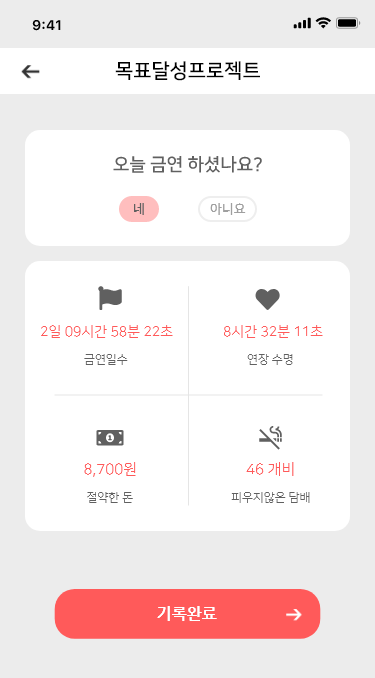 9:41
목표달성프로젝트
오늘 금연 하셨나요?
네 아니요
2일 09시간 58분 22초
금연일수
8시간 32분 11초
연장 수명
8,700원
절약한 돈
46 개비
피우지않은 담배
기록완료